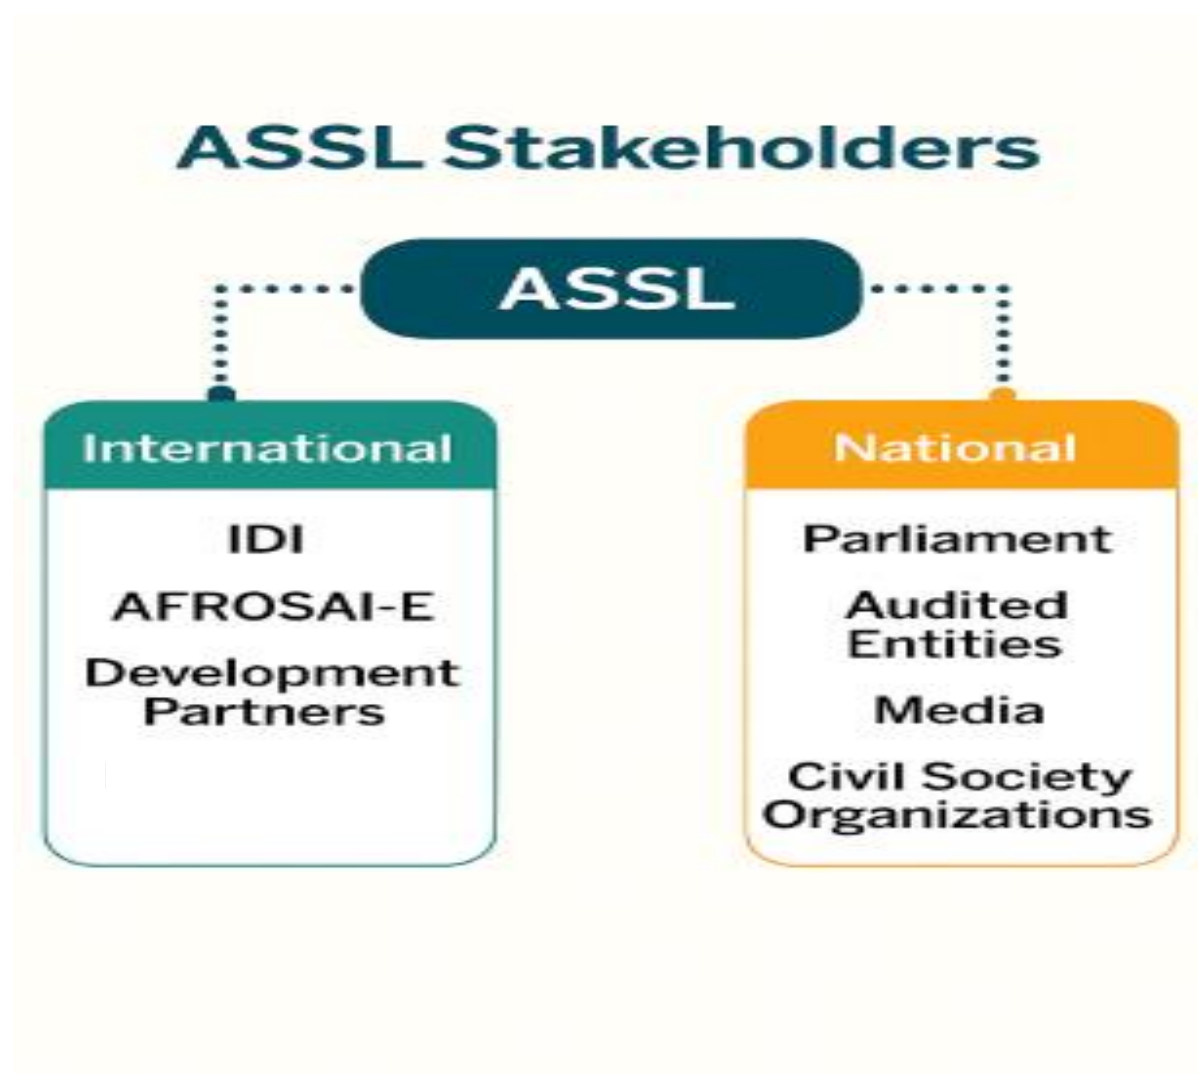 ASSL Stakeholders
ASSL
International
IDI
AFROSAI-E
Development
Partners
National
Parliament
Audited
Entities
Media
Civil Society
Organizations